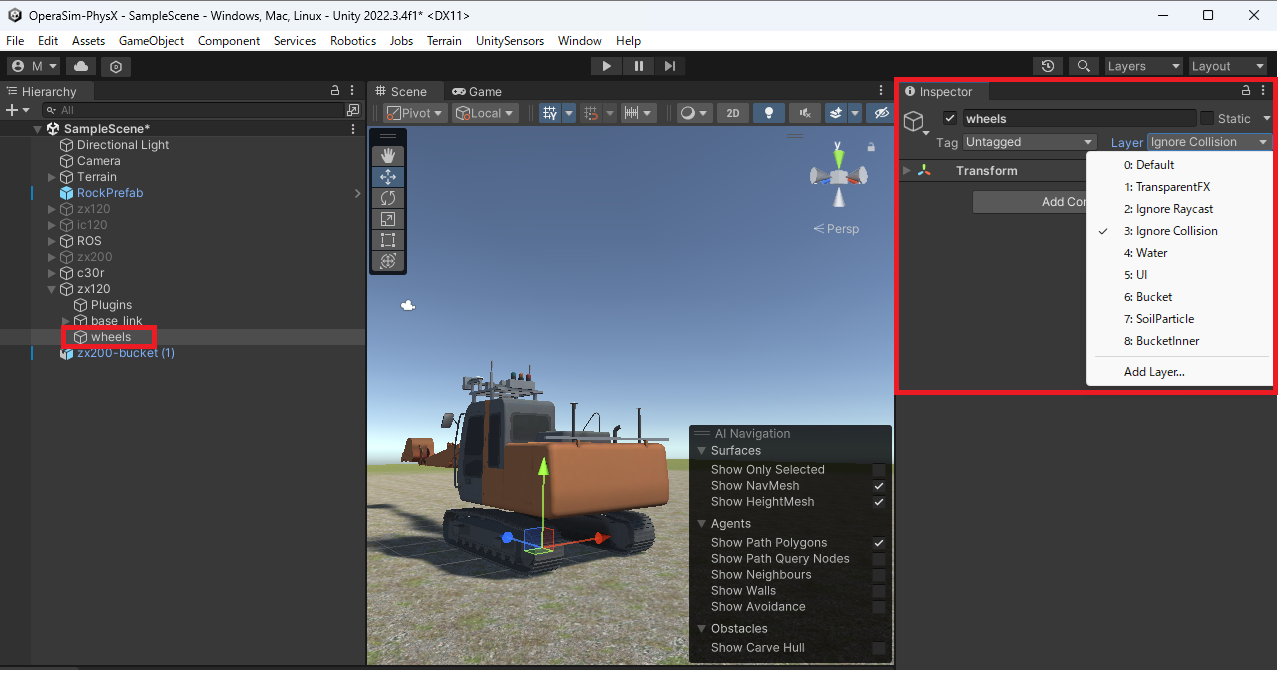 OperaSim-PhysX - SampleScene - Windows, Mac, Linux - Unity 2022.3.4f1* <DX11>
File Edit Assets GameObject Component Services Robotics Jobs Terrain UnitySensors Window Help
M Layers Layout
Hierarchy
All
SampleScene*
Directional Light
Camera
Terrain
RockPrefab
zx120
ic120
ROS
zx200
c30r
zx120
Plugins
base_link
wheels
zx200-bucket (1)
Scene Game
Pivot Local 2D
y
Persp
AI Navigation
Surfaces
Show Only Selected
Show NavMesh
Show HeightMesh
Agents
Show Path Polygons
Show Path Query Nodes
Show Neighbours
Show Walls
Show Avoidance
Obstacles
Show Carve Hull
Inspector
wheels Static
Tag Untagged Layer Ignore Collision
Transform
Add Cor
0: Default
1: TransparentFX
2: Ignore Raycast
3: Ignore Collision
4: Water
5: UI
6: Bucket
7: SoilParticle
8: BucketInner
Add Layer...